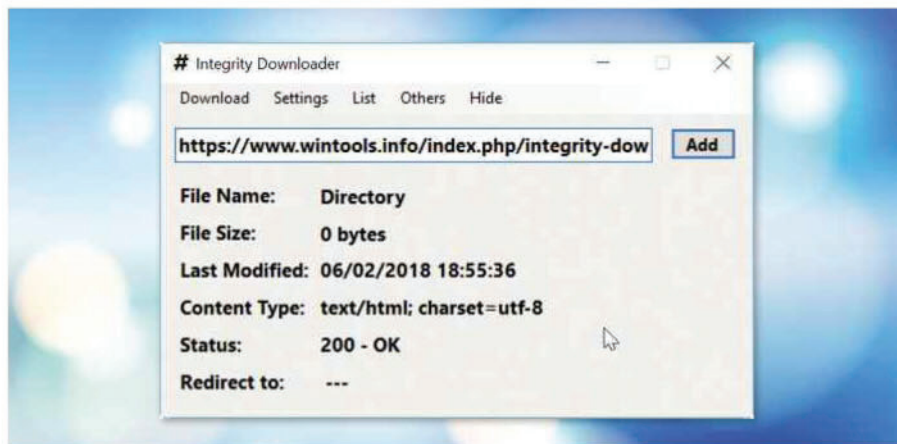 # Integrity Downloader
Download Settings List Others Hide
https://www.wintools.info/index.php/integrity-dow Add
File Name: Directory
File Size: 0 bytes
Last Modified: 06/02/2018 18:55:36
Content Type: text/html; charset=utf-8
Status: 200 - OK
Redirect to: ---